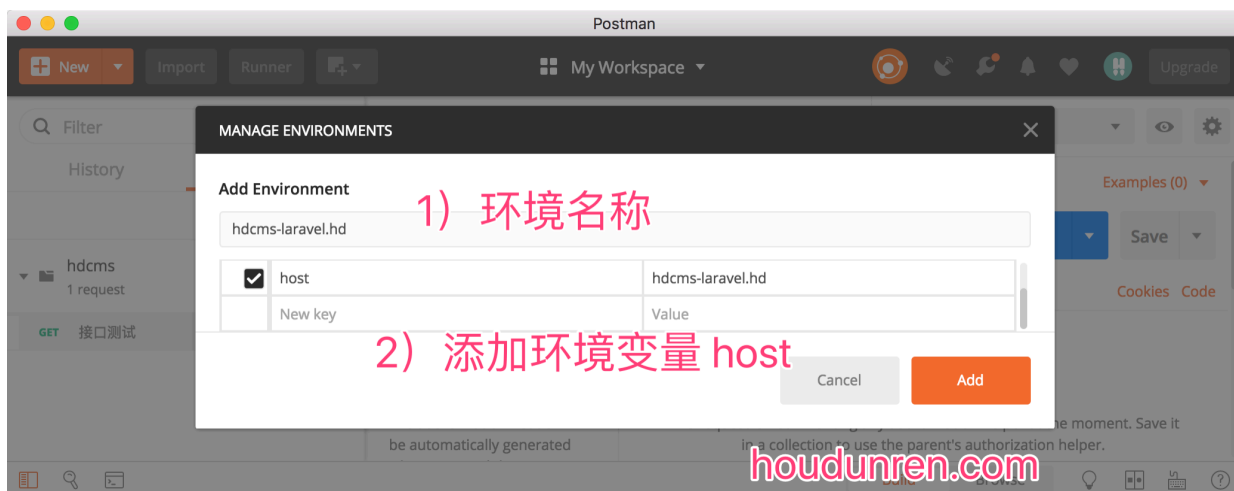 Postman
New
Import
Runner
My Workspace
Upgrade
Filter
MANAGE ENVIRONMENTS
History
Add Environment
1）环境名称
Examples (0)
hdcms-laravel.hd
Save
hdcms
1 request
host
hdcms-laravel.hd
Cookies Code
New key
Value
GET 接口测试
2）添加环境变量 host
Cancel
Add
he moment. Save it
be automatically generated
in a collection to use the parent's authorization helper.
houdunren.com
Build
Browse